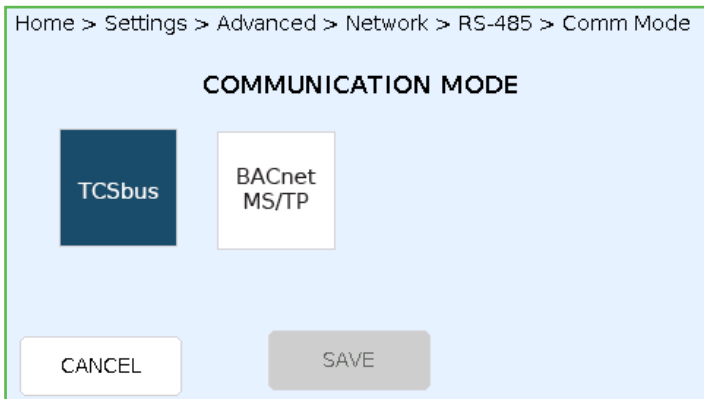 Home > Settings > Advanced > Network > RS-485 > Comm Mode
COMMUNICATION MODE
TCSbus
BACnet
MS/TP
CANCEL
SAVE